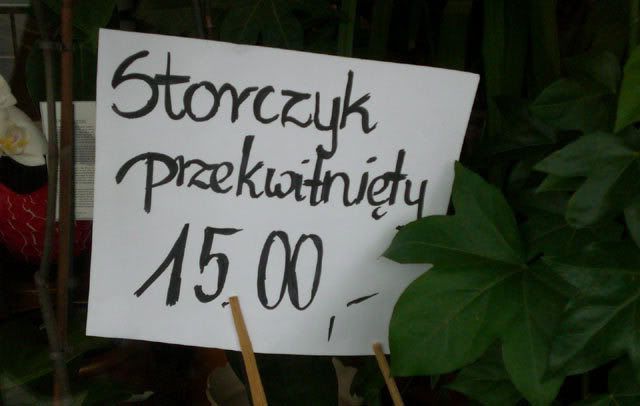 Storczyk
przekwitnięty
15.00,-